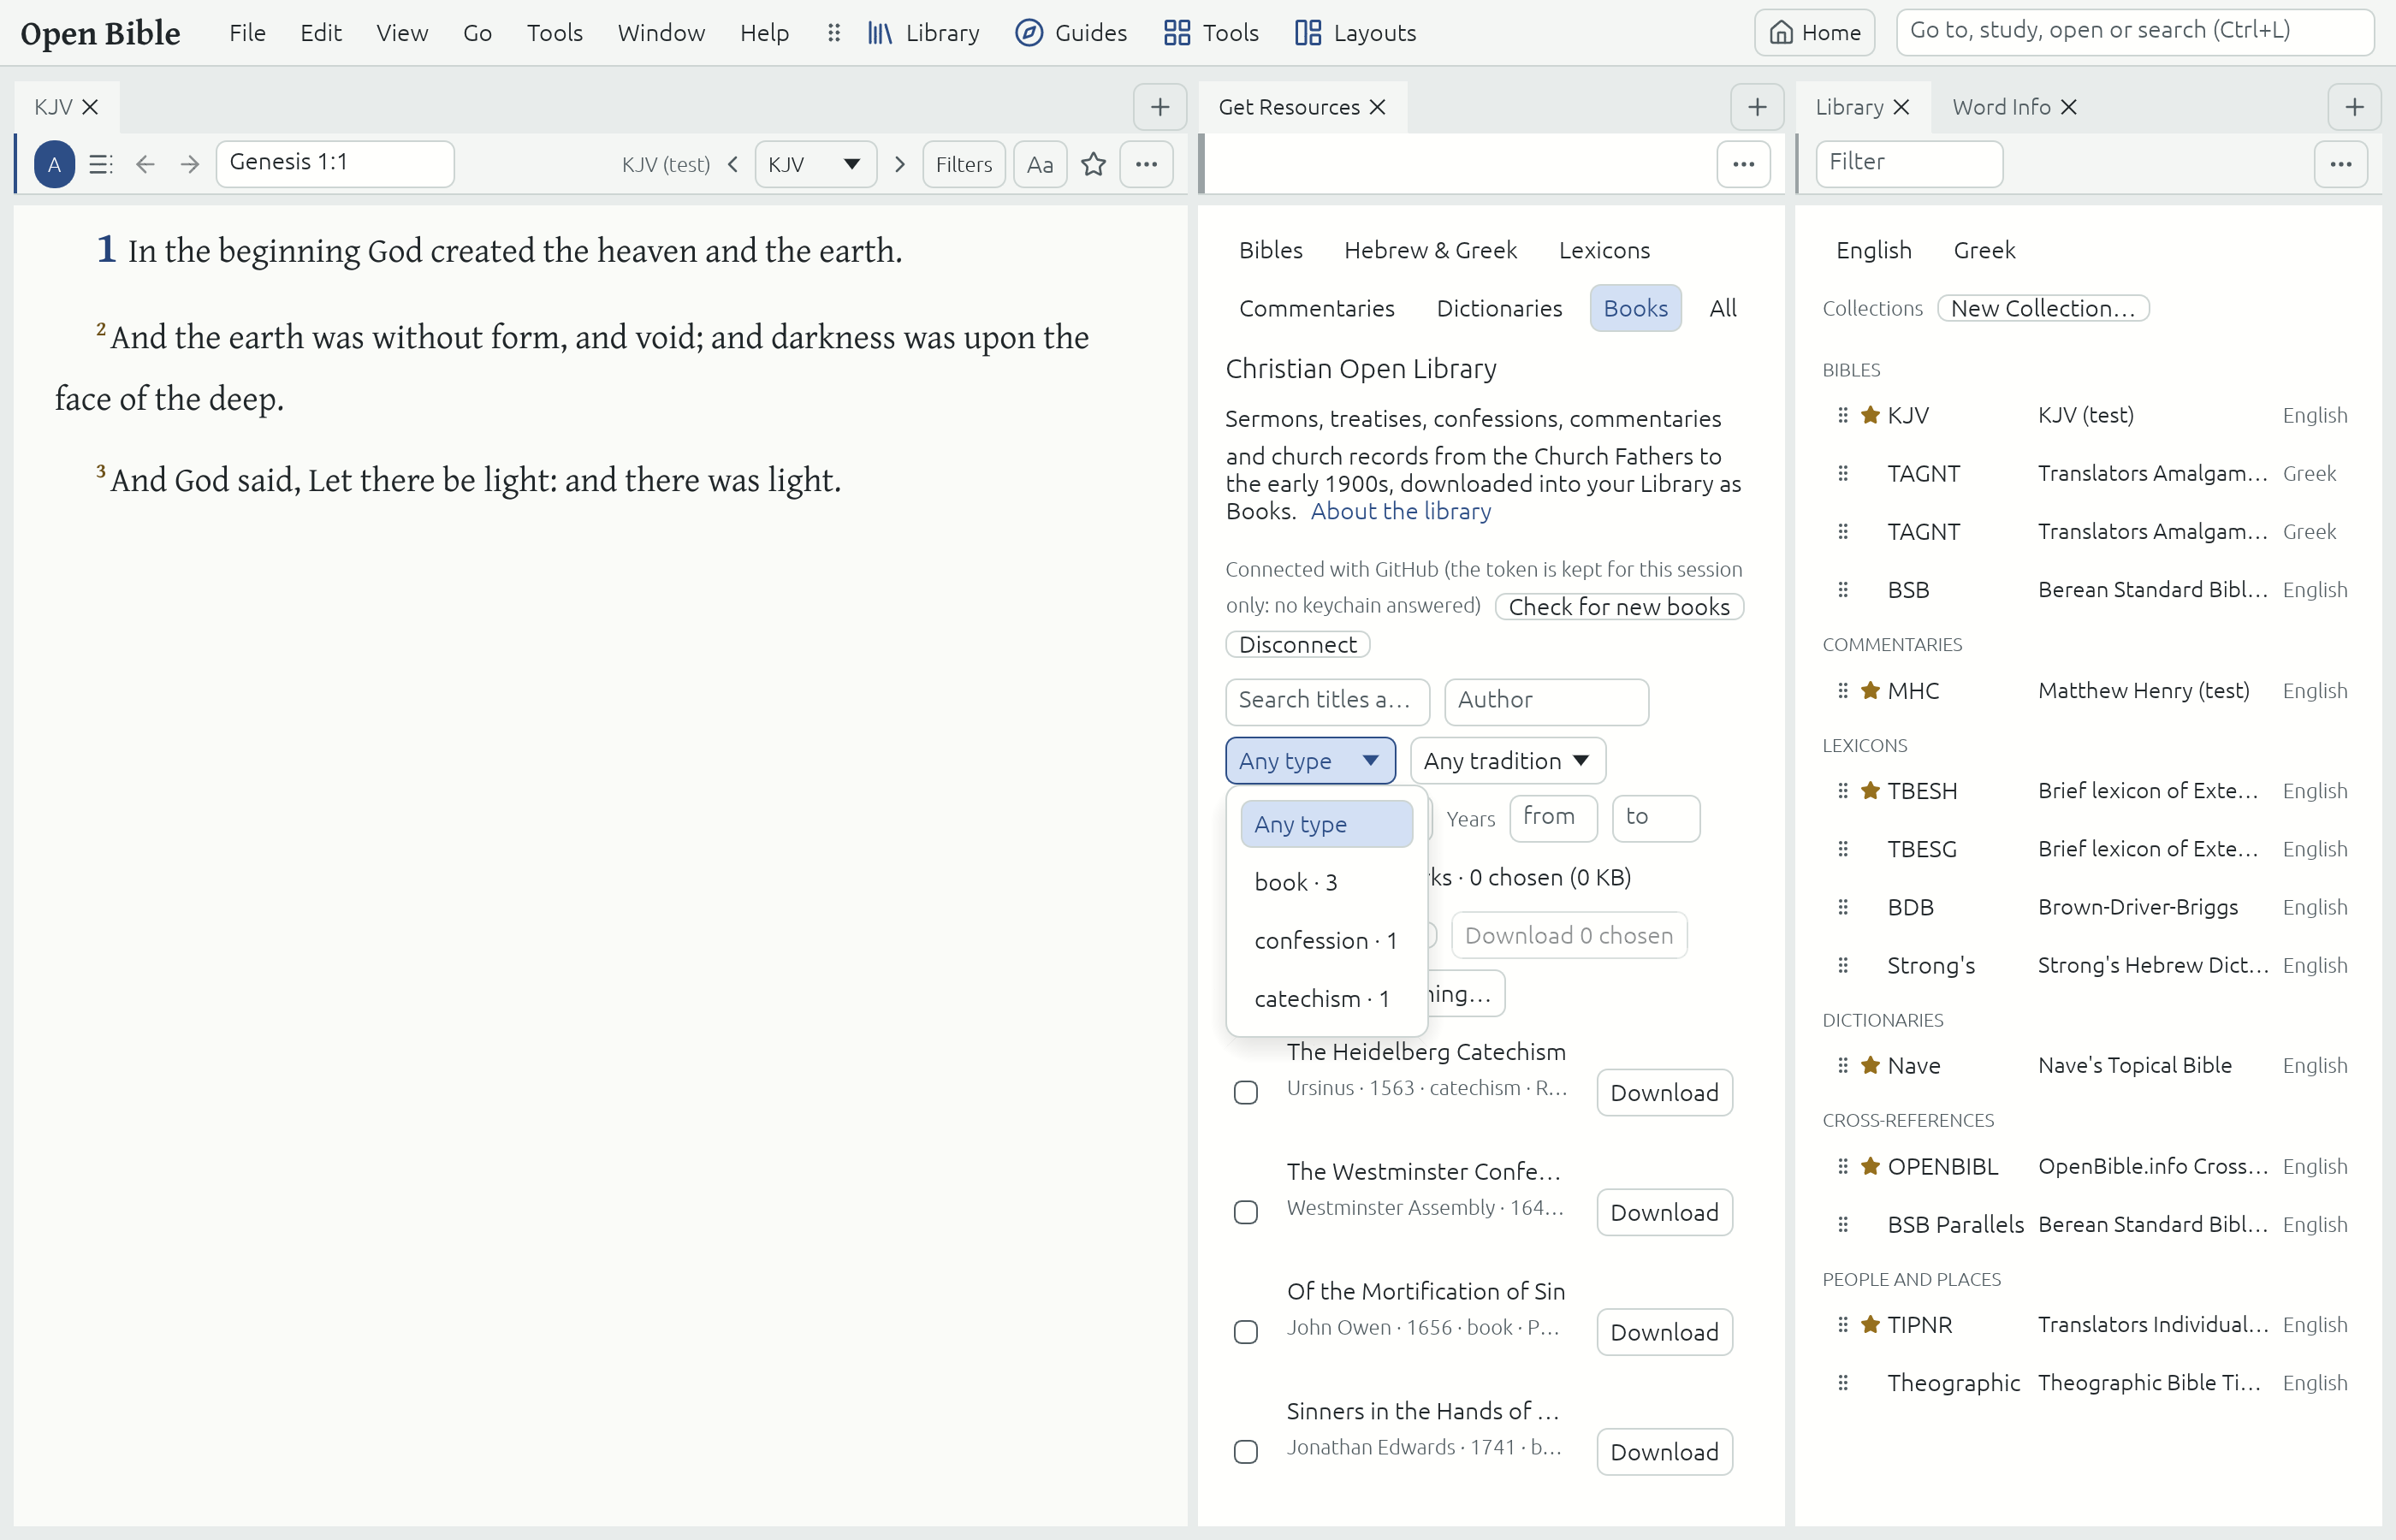 Open Bible File Edit View Go Tools Window Help Library Guides Tools Layouts Home Go to, study, open or search (Ctrl+L)
KJV
A Genesis 1:1 KJV (test) KJV Filters Aa
1 In the beginning God created the heaven and the earth.
2 And the earth was without form, and void; and darkness was upon the
face of the deep.
3 And God said, Let there be light: and there was light.
Get Resources
Bibles Hebrew & Greek Lexicons
Commentaries Dictionaries Books All
Christian Open Library
Sermons, treatises, confessions, commentaries
and church records from the Church Fathers to
the early 1900s, downloaded into your Library as
Books. About the library
Connected with GitHub (the token is kept for this session
only: no keychain answered) Check for new books
Disconnect
Search titles a… Author
Any type Any tradition
Any type
book · 3
confession · 1
catechism · 1
Years from to
· 0 chosen (0 KB)
Download 0 chosen
The Heidelberg Catechism
Ursinus · 1563 · catechism · R… Download
The Westminster Confe…
Westminster Assembly · 164… Download
Of the Mortification of Sin
John Owen · 1656 · book · P… Download
Sinners in the Hands of …
Jonathan Edwards · 1741 · b… Download
Library Word Info
Filter
English Greek
Collections New Collection…
BIBLES
KJV KJV (test) English
TAGNT Translators Amalgam… Greek
TAGNT Translators Amalgam… Greek
BSB Berean Standard Bibl… English
COMMENTARIES
MHC Matthew Henry (test) English
LEXICONS
TBESH Brief lexicon of Exte… English
TBESG Brief lexicon of Exte… English
BDB Brown-Driver-Briggs English
Strong's Strong's Hebrew Dict… English
DICTIONARIES
Nave Nave's Topical Bible English
CROSS-REFERENCES
OPENBIBL OpenBible.info Cross… English
BSB Parallels Berean Standard Bibl… English
PEOPLE AND PLACES
TIPNR Translators Individual… English
Theographic Theographic Bible Ti… English